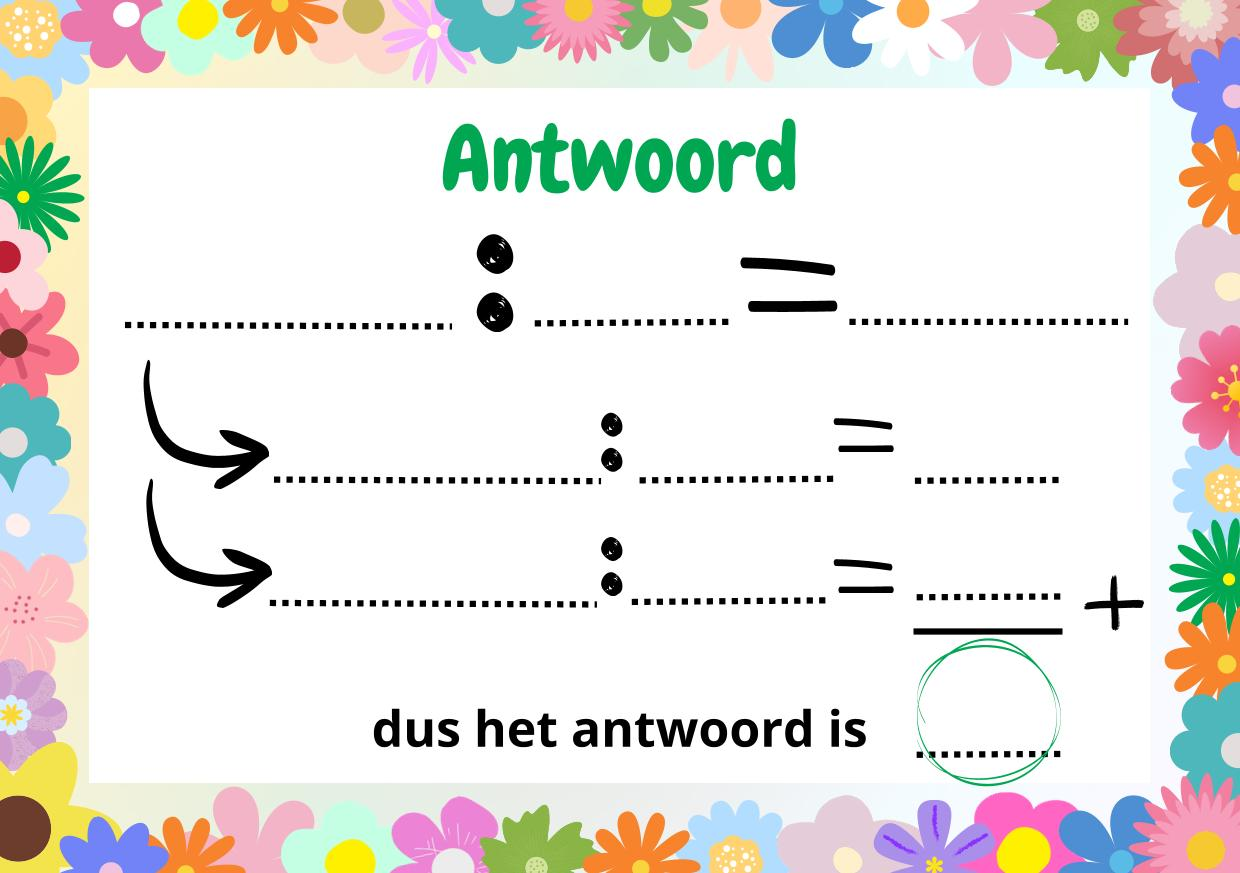 Antwoord
.............................. : .................. = ..........................
.............................. : .................. = ..............
.............................. : .................. = .............. +
dus het antwoord is ..............